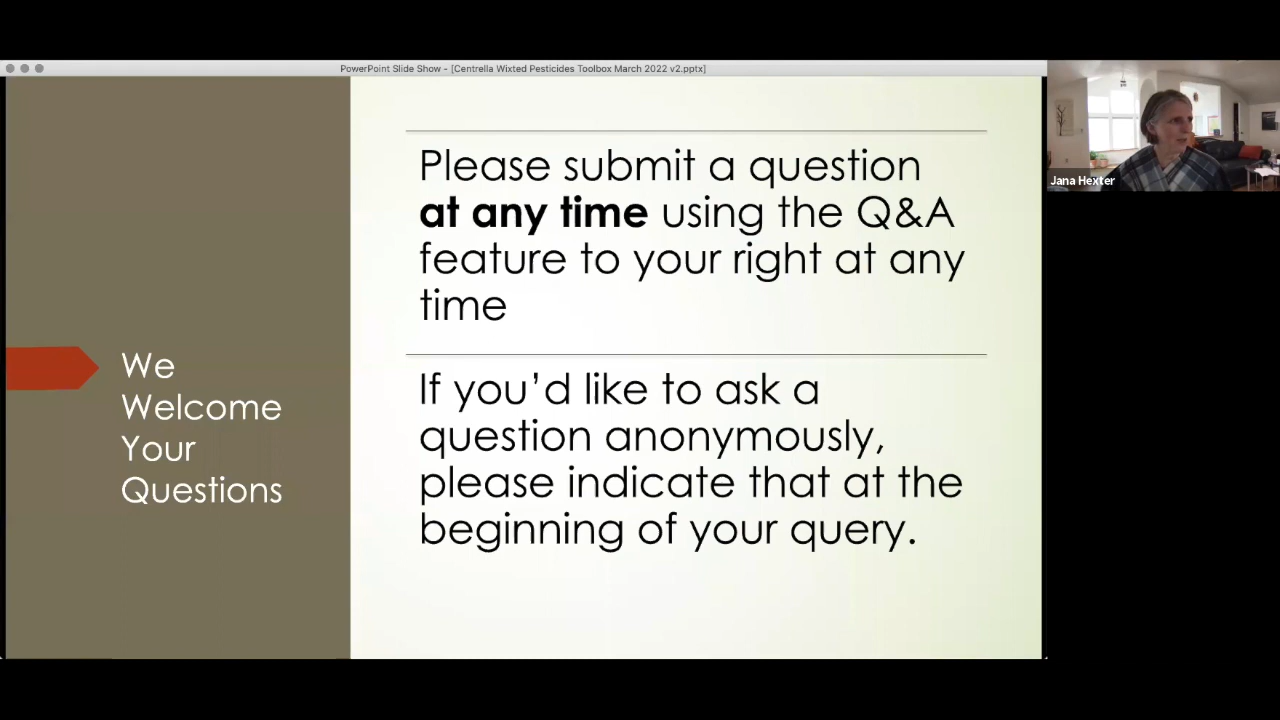 PowerPoint Slide Show - [Centrella Wixted Pesticides Toolbox March 2022 v2.pptx]
Jana Hexter
We
Welcome
Your
Questions
Please submit a question
at any time using the Q&A
feature to your right at any
time
If you’d like to ask a
question anonymously,
please indicate that at the
beginning of your query.